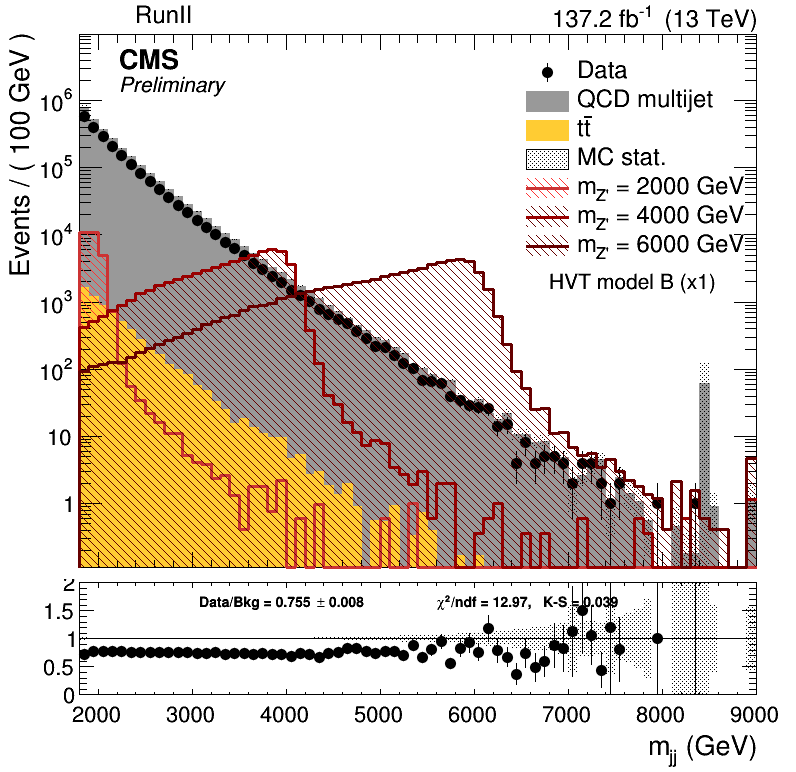 RunII 137.2 fb⁻¹ (13 TeV)
CMS
Preliminary
Data
QCD multijet
tt̄
MC stat.
m_Z' = 2000 GeV
m_Z' = 4000 GeV
m_Z' = 6000 GeV
HVT model B (x1)
Events / ( 100 GeV )
10⁶
10⁵
10⁴
10³
10²
10
1
Data/Bkg = 0.755 ± 0.008 χ²/ndf = 12.97, K-S = 0.039
2
1.5
1
0.5
0
2000 3000 4000 5000 6000 7000 8000 9000
m_jj (GeV)